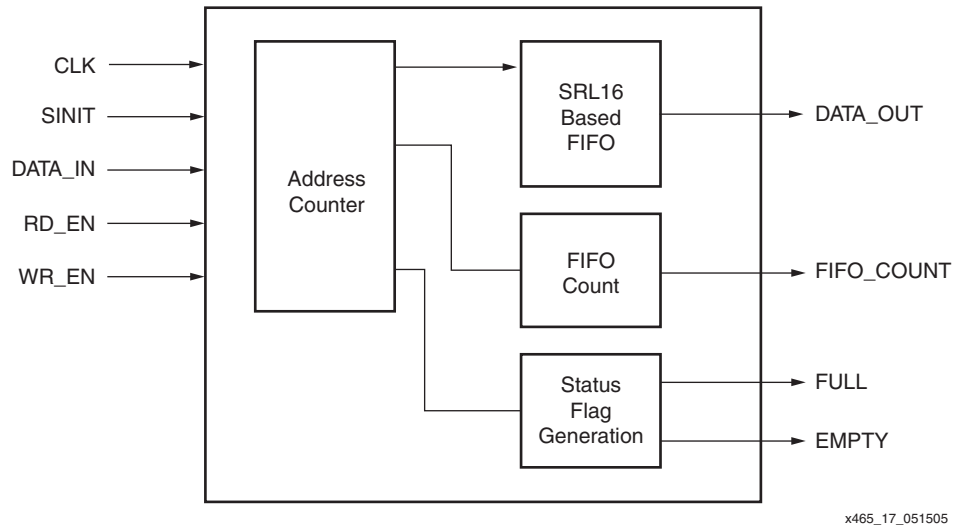 CLK
SINIT
DATA_IN
RD_EN
WR_EN
Address
Counter
SRL16
Based
FIFO
FIFO
Count
Status
Flag
Generation
DATA_OUT
FIFO_COUNT
FULL
EMPTY
x465_17_051505